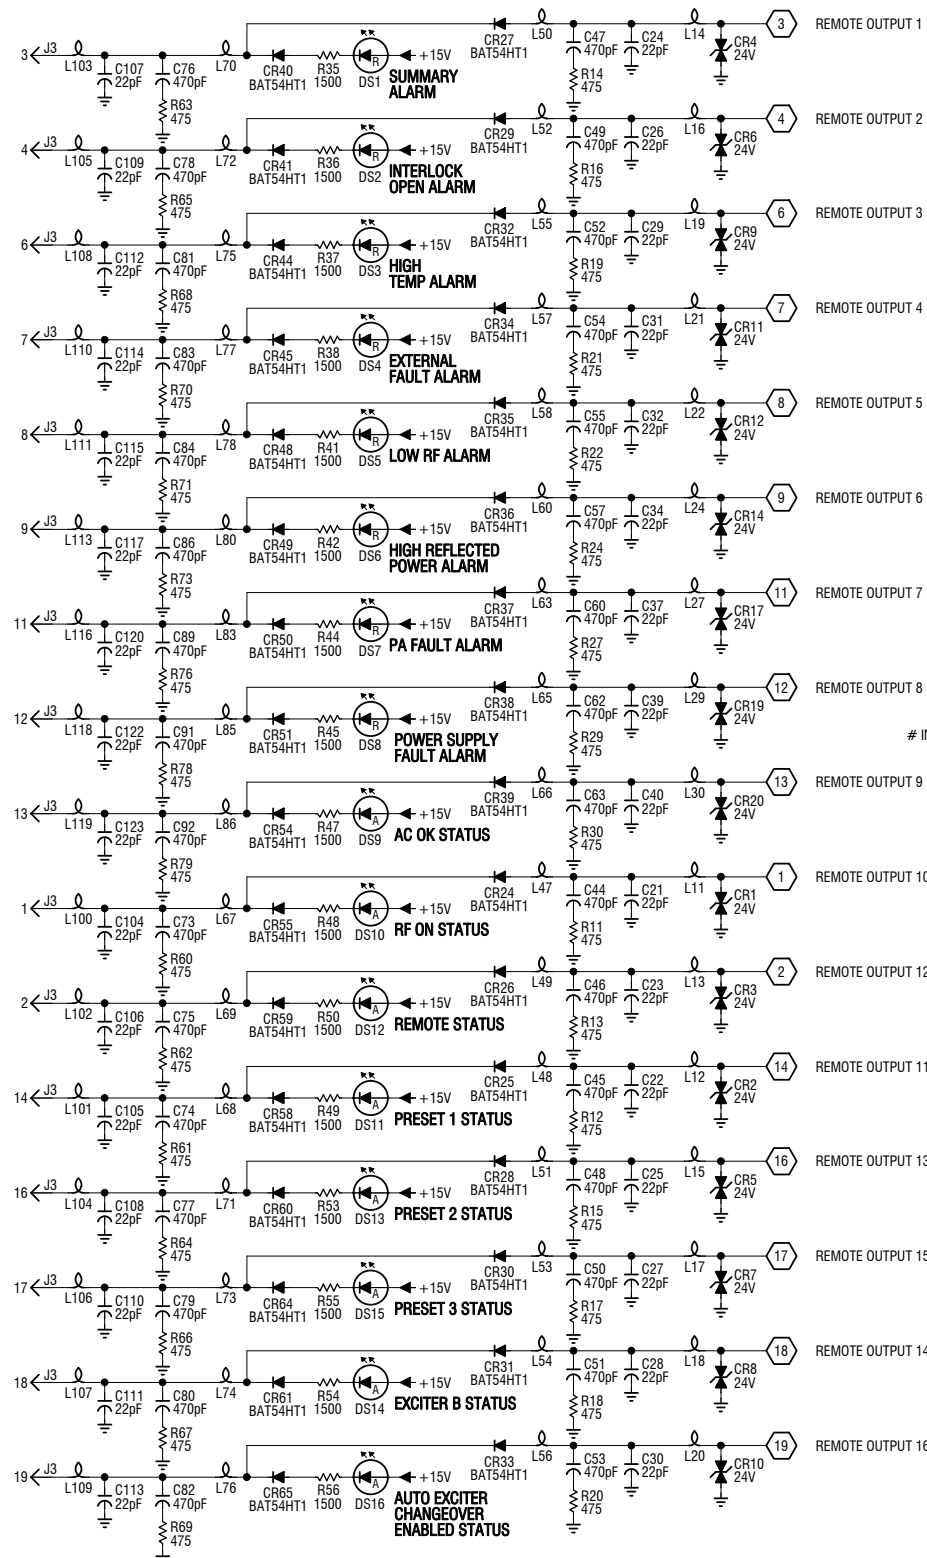 3 J3 L103 C107 22pF C76 470pF R63 475 L70 CR40 BAT54HT1 R35 1500 DS1 R +15V SUMMARY ALARM CR27 BAT54HT1 L50 C47 470pF R14 475 C24 22pF L14 CR4 24V 3 REMOTE OUTPUT 1
4 J3 L105 C109 22pF C78 470pF R65 475 L72 CR41 BAT54HT1 R36 1500 DS2 R +15V INTERLOCK OPEN ALARM CR29 BAT54HT1 L52 C49 470pF R16 475 C26 22pF L16 CR6 24V 4 REMOTE OUTPUT 2
6 J3 L108 C112 22pF C81 470pF R68 475 L75 CR44 BAT54HT1 R37 1500 DS3 R +15V HIGH TEMP ALARM CR32 BAT54HT1 L55 C52 470pF R19 475 C29 22pF L19 CR9 24V 6 REMOTE OUTPUT 3
7 J3 L110 C114 22pF C83 470pF R70 475 L77 CR45 BAT54HT1 R38 1500 DS4 R +15V EXTERNAL FAULT ALARM CR34 BAT54HT1 L57 C54 470pF R21 475 C31 22pF L21 CR11 24V 7 REMOTE OUTPUT 4
8 J3 L111 C115 22pF C84 470pF R71 475 L78 CR48 BAT54HT1 R41 1500 DS5 R +15V LOW RF ALARM CR35 BAT54HT1 L58 C55 470pF R22 475 C32 22pF L22 CR12 24V 8 REMOTE OUTPUT 5
9 J3 L113 C117 22pF C86 470pF R73 475 L80 CR49 BAT54HT1 R42 1500 DS6 R +15V HIGH REFLECTED POWER ALARM CR36 BAT54HT1 L60 C57 470pF R24 475 C34 22pF L24 CR14 24V 9 REMOTE OUTPUT 6
11 J3 L116 C120 22pF C89 470pF R76 475 L83 CR50 BAT54HT1 R44 1500 DS7 R +15V PA FAULT ALARM CR37 BAT54HT1 L63 C60 470pF R27 475 C37 22pF L27 CR17 24V 11 REMOTE OUTPUT 7
12 J3 L118 C122 22pF C91 470pF R78 475 L85 CR51 BAT54HT1 R45 1500 DS8 R +15V POWER SUPPLY FAULT ALARM CR38 BAT54HT1 L65 C62 470pF R29 475 C39 22pF L29 CR19 24V 12 REMOTE OUTPUT 8
#
13 J3 L119 C123 22pF C92 470pF R79 475 L86 CR54 BAT54HT1 R47 1500 DS9 A +15V AC OK STATUS CR39 BAT54HT1 L66 C63 470pF R30 475 C40 22pF L30 CR20 24V 13 REMOTE OUTPUT 9
1 J3 L100 C104 22pF C73 470pF R60 475 L67 CR55 BAT54HT1 R48 1500 DS10 A +15V RF ON STATUS CR24 BAT54HT1 L47 C44 470pF R11 475 C21 22pF L11 CR1 24V 1 REMOTE OUTPUT 10
2 J3 L102 C106 22pF C75 470pF R62 475 L69 CR59 BAT54HT1 R50 1500 DS12 A +15V REMOTE STATUS CR26 BAT54HT1 L49 C46 470pF R13 475 C23 22pF L13 CR3 24V 2 REMOTE OUTPUT 12
14 J3 L101 C105 22pF C74 470pF R61 475 L68 CR58 BAT54HT1 R49 1500 DS11 A +15V PRESET 1 STATUS CR25 BAT54HT1 L48 C45 470pF R12 475 C22 22pF L12 CR2 24V 14 REMOTE OUTPUT 11
16 J3 L104 C108 22pF C77 470pF R64 475 L71 CR60 BAT54HT1 R53 1500 DS13 A +15V PRESET 2 STATUS CR28 BAT54HT1 L51 C48 470pF R15 475 C25 22pF L15 CR5 24V 16 REMOTE OUTPUT 13
17 J3 L106 C110 22pF C79 470pF R66 475 L73 CR64 BAT54HT1 R55 1500 DS15 A +15V PRESET 3 STATUS CR30 BAT54HT1 L53 C50 470pF R17 475 C27 22pF L17 CR7 24V 17 REMOTE OUTPUT 15
18 J3 L107 C111 22pF C80 470pF R67 475 L74 CR61 BAT54HT1 R54 1500 DS14 A +15V EXCITER B STATUS CR31 BAT54HT1 L54 C51 470pF R18 475 C28 22pF L18 CR8 24V 18 REMOTE OUTPUT 14
19 J3 L109 C113 22pF C82 470pF R69 475 L76 CR65 BAT54HT1 R56 1500 DS16 A +15V AUTO EXCITER CHANGEOVER ENABLED STATUS CR33 BAT54HT1 L56 C53 470pF R20 475 C30 22pF L20 CR10 24V 19 REMOTE OUTPUT 16